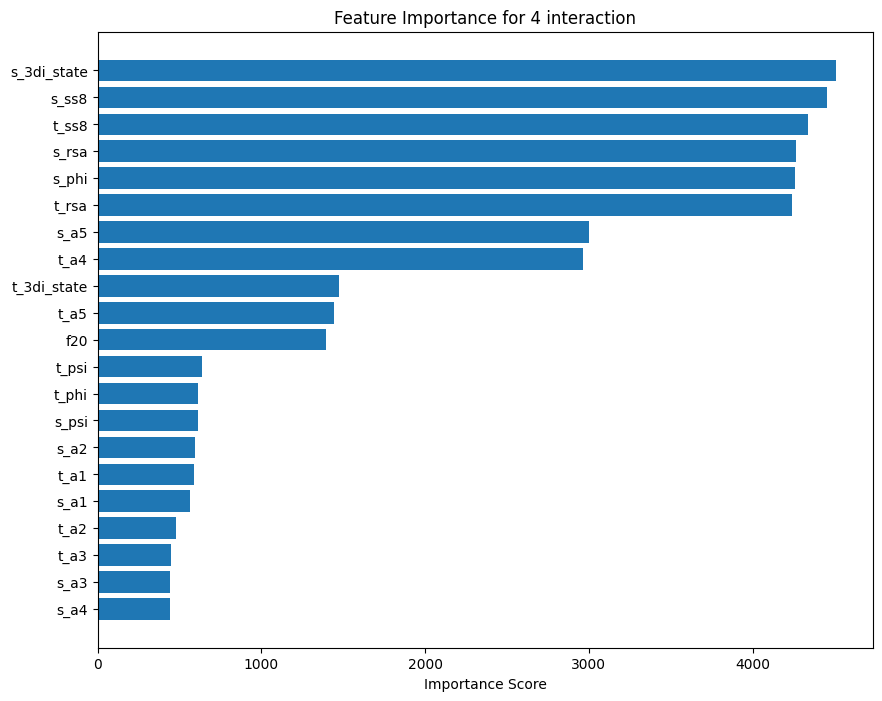 Feature Importance for 4 interaction
s_3di_state
s_ss8
t_ss8
s_rsa
s_phi
t_rsa
s_a5
t_a4
t_3di_state
t_a5
f20
t_psi
t_phi
s_psi
s_a2
t_a1
s_a1
t_a2
t_a3
s_a3
s_a4
0 1000 2000 3000 4000
Importance Score